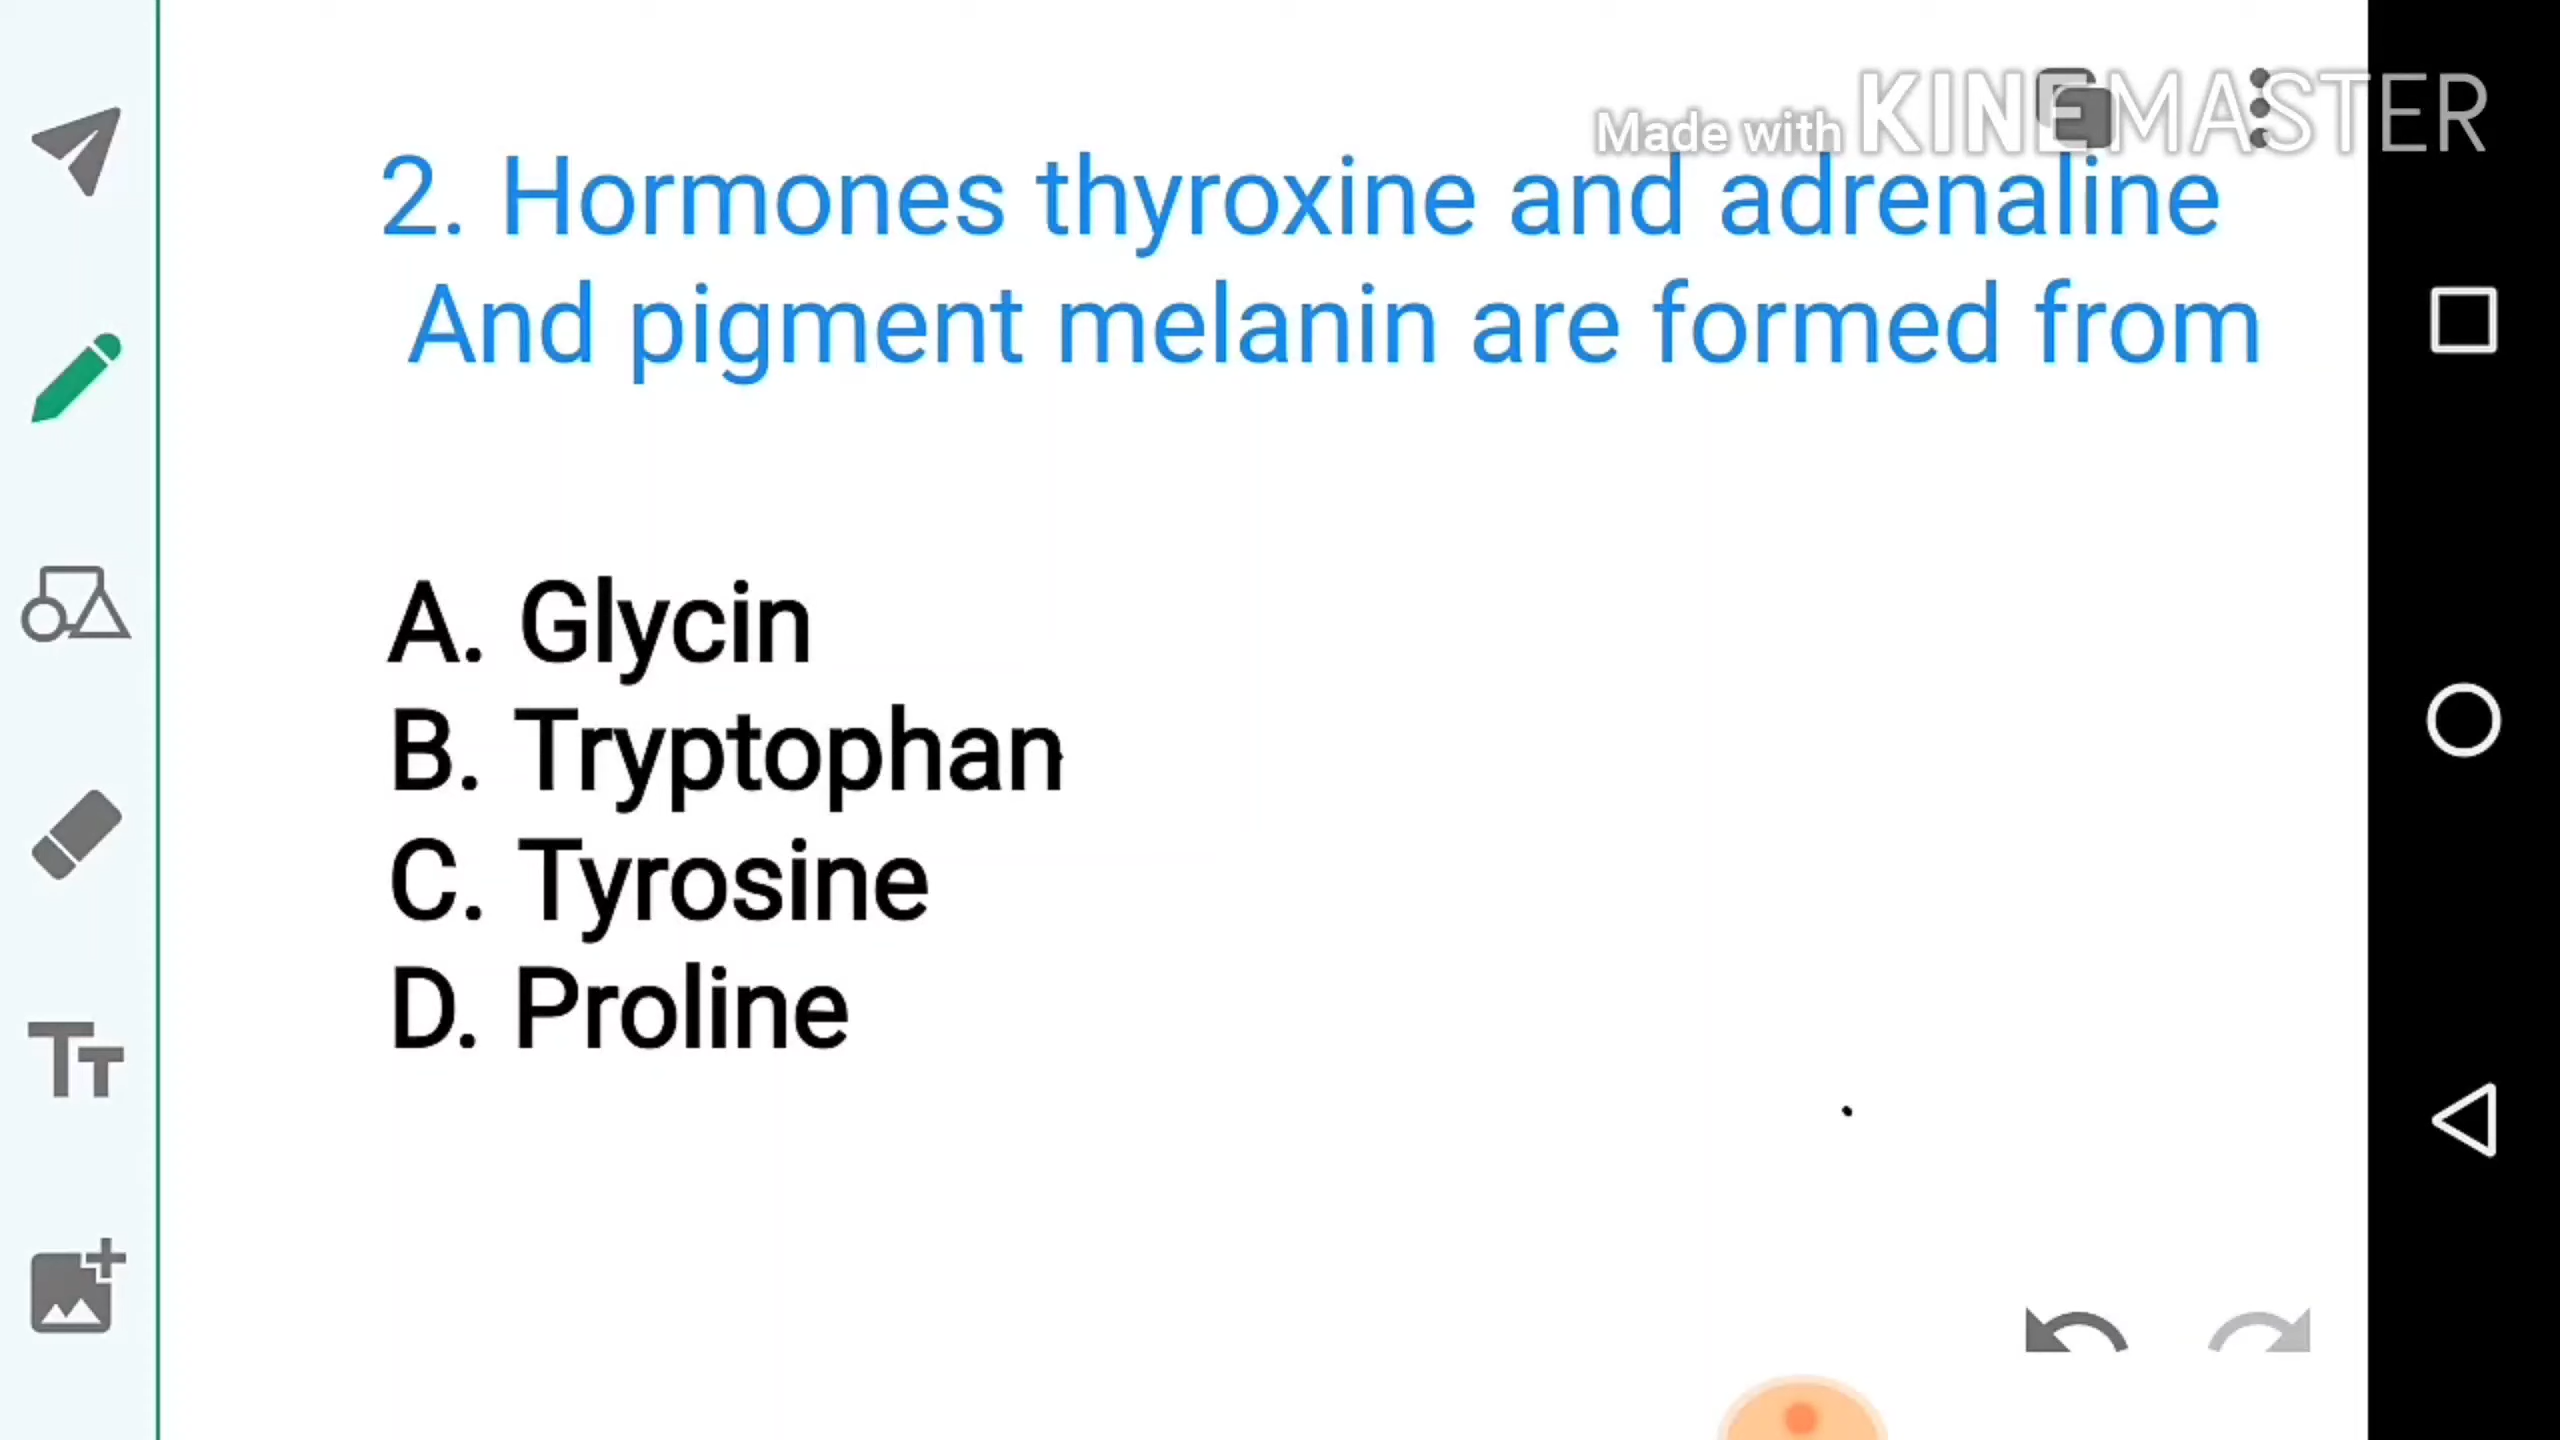 Made with KINEMASTER
2. Hormones thyroxine and adrenaline
And pigment melanin are formed from
A. Glycin
B. Tryptophan
C. Tyrosine
D. Proline